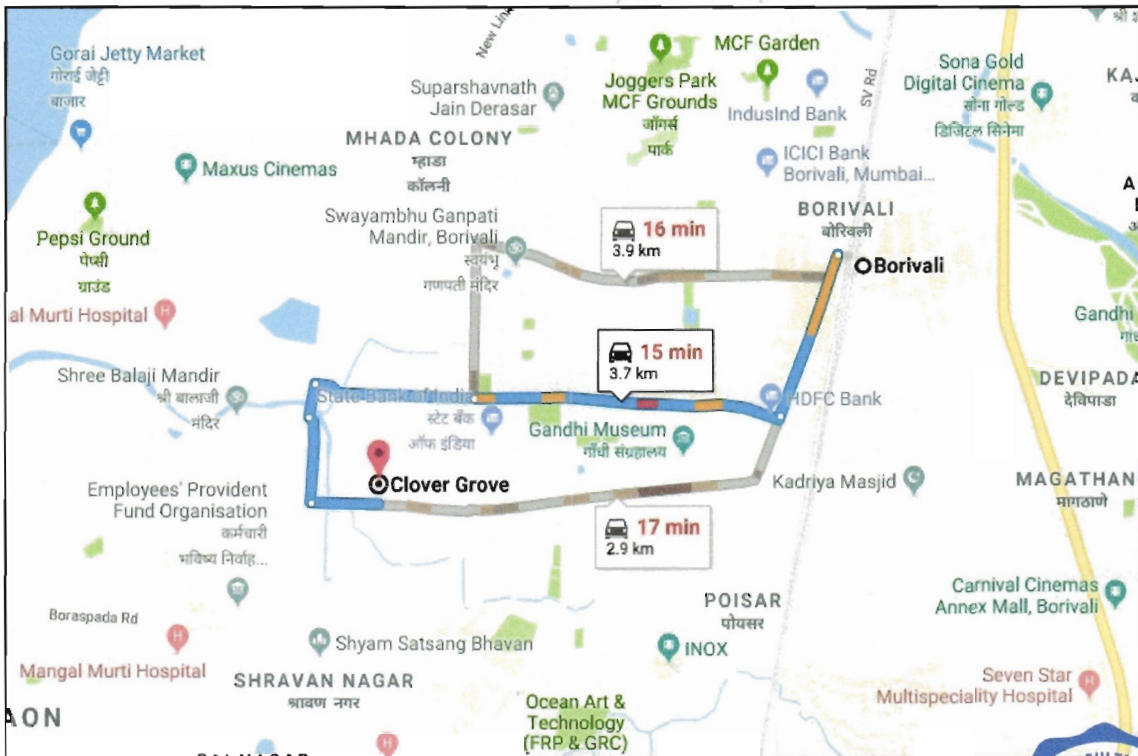 New Link
Gorai Jetty Market
गोराई जेट्टी
बाजार
Suparshavnath
Jain Derasar
Joggers Park
MCF Grounds
जॉगर्स
पार्क
MCF Garden
IndusInd Bank
SV Rd
Sona Gold
Digital Cinema
सोना गोल्ड
डिजिटल सिनेमा
MHADA COLONY
म्हाडा
कॉलनी
Maxus Cinemas
ICICI Bank
Borivali, Mumbai...
Pepsi Ground
पेप्सी
ग्राउंड
Swayambhu Ganpati
Mandir, Borivali
स्वयंभू
गणपती मंदिर
16 min
3.9 km
BORIVALI
बोरिवली
Borivali
al Murti Hospital
Gandhi
15 min
3.7 km
Shree Balaji Mandir
श्री बालाजी
मंदिर
State Bank of India
स्टेट बँक
ऑफ इंडिया
HDFC Bank
DEVIPADA
देविपाडा
Gandhi Museum
गाँधी संग्रहालय
Clover Grove
Kadriya Masjid
MAGATHAN
मागठाणे
Employees' Provident
Fund Organisation
कर्मचारी
भविष्य निर्वाह...
17 min
2.9 km
Boraspada Rd
POISAR
पोयसर
Carnival Cinemas
Annex Mall, Borivali
Mangal Murti Hospital
Shyam Satsang Bhavan
INOX
SHRAVAN NAGAR
श्रावण नगर
Seven Star
Multispeciality Hospital
Ocean Art &
Technology
(FRP & GRC)
AON